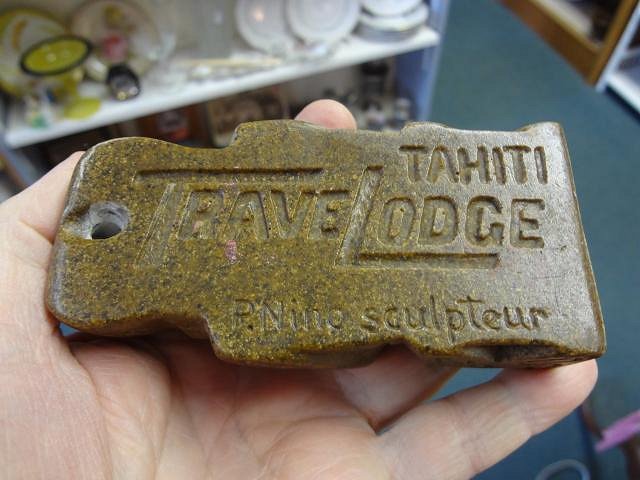 TAHITI
TRAVELODGE
P. Nino sculpteur